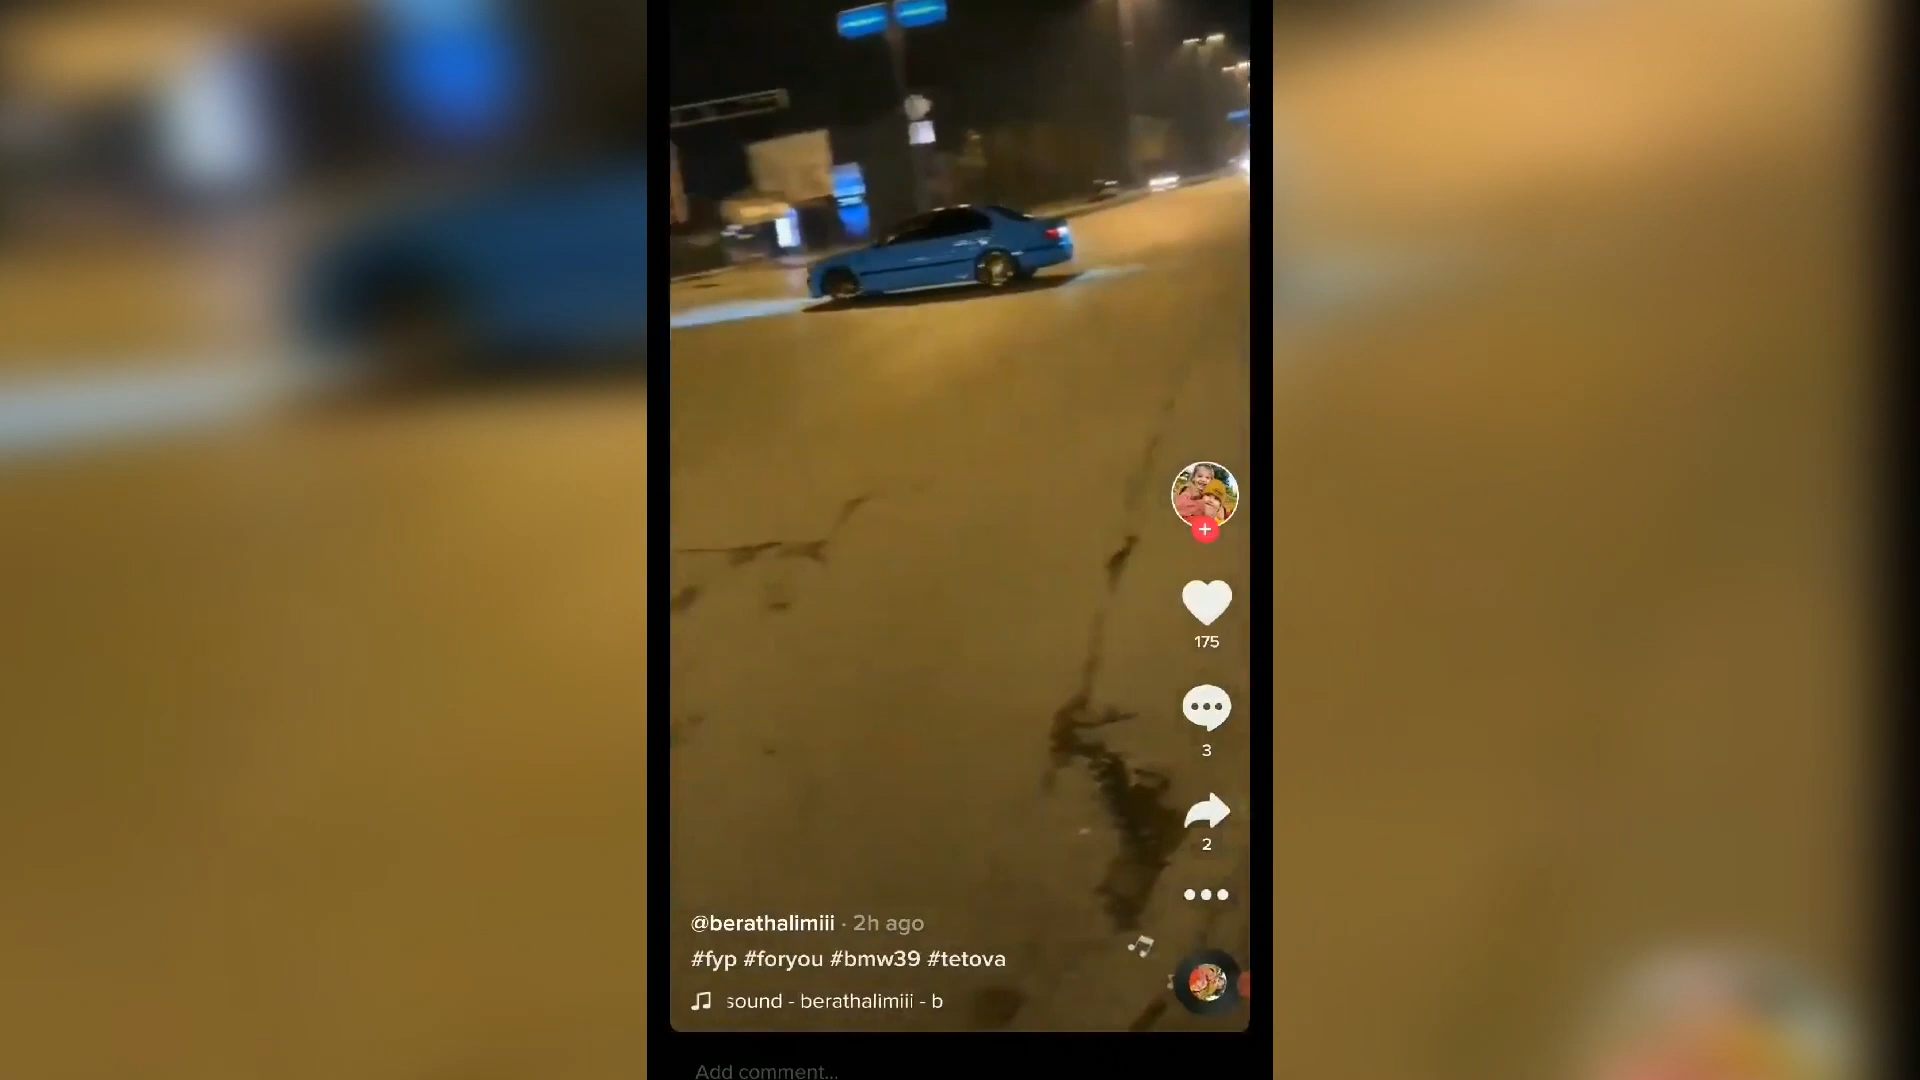 175
3
2
@berathalimiii · 2h ago
#fyp #foryou #bmw39 #tetova
sound - berathalimiii - b
Add comment...